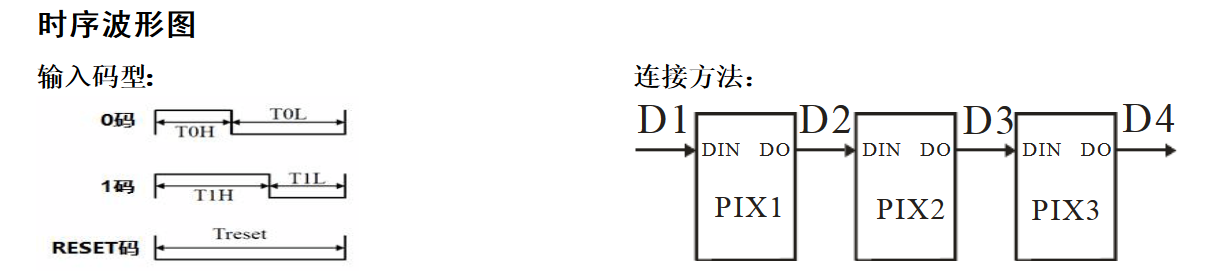 时序波形图
输入码型:
0码
T0H
T0L
1码
T1H
T1L
RESET码
Treset
连接方法:
D1
D2
D3
D4
DIN DO
DIN DO
DIN DO
PIX1
PIX2
PIX3